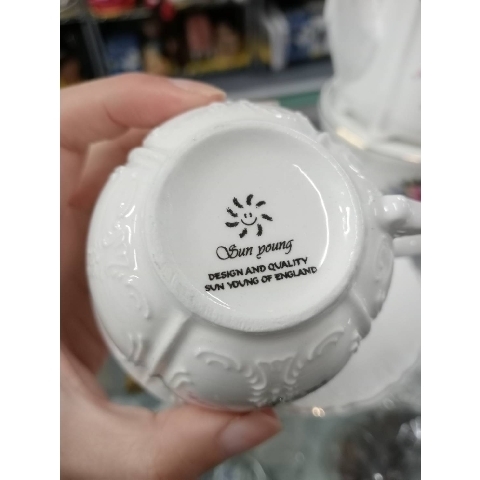 Sun young
DESIGN AND QUALITY
SUN YOUNG OF ENGLAND